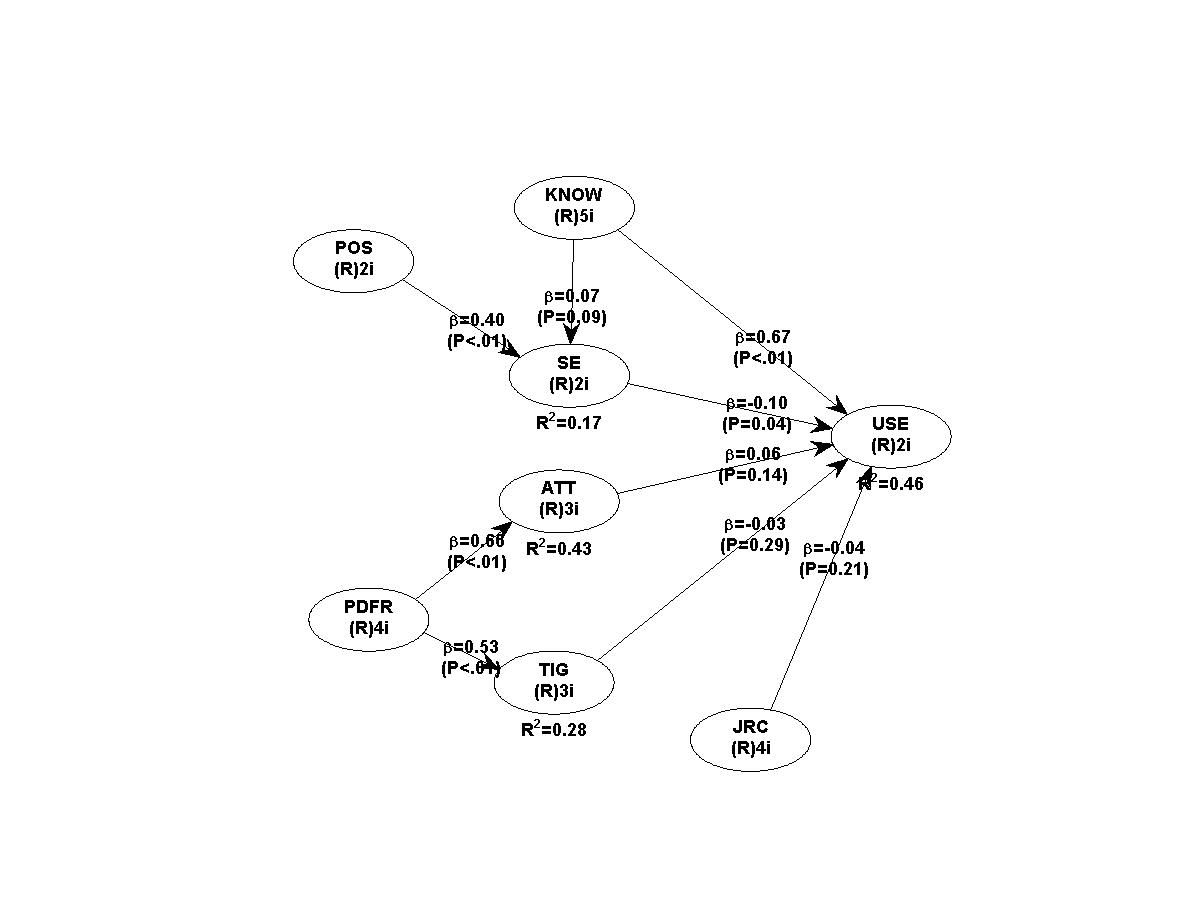 KNOW
(R)5i
POS
(R)2i
β=0.07
(P=0.09)
β=0.40
(P<.01)
β=0.67
(P<.01)
SE
(R)2i
R²=0.17
β=-0.10
(P=0.04)
USE
(R)2i
R²=0.46
β=0.06
(P=0.14)
ATT
(R)3i
R²=0.43
β=0.66
(P<.01)
β=-0.03
(P=0.29)
β=-0.04
(P=0.21)
PDFR
(R)4i
β=0.53
(P<.01)
TIG
(R)3i
R²=0.28
JRC
(R)4i